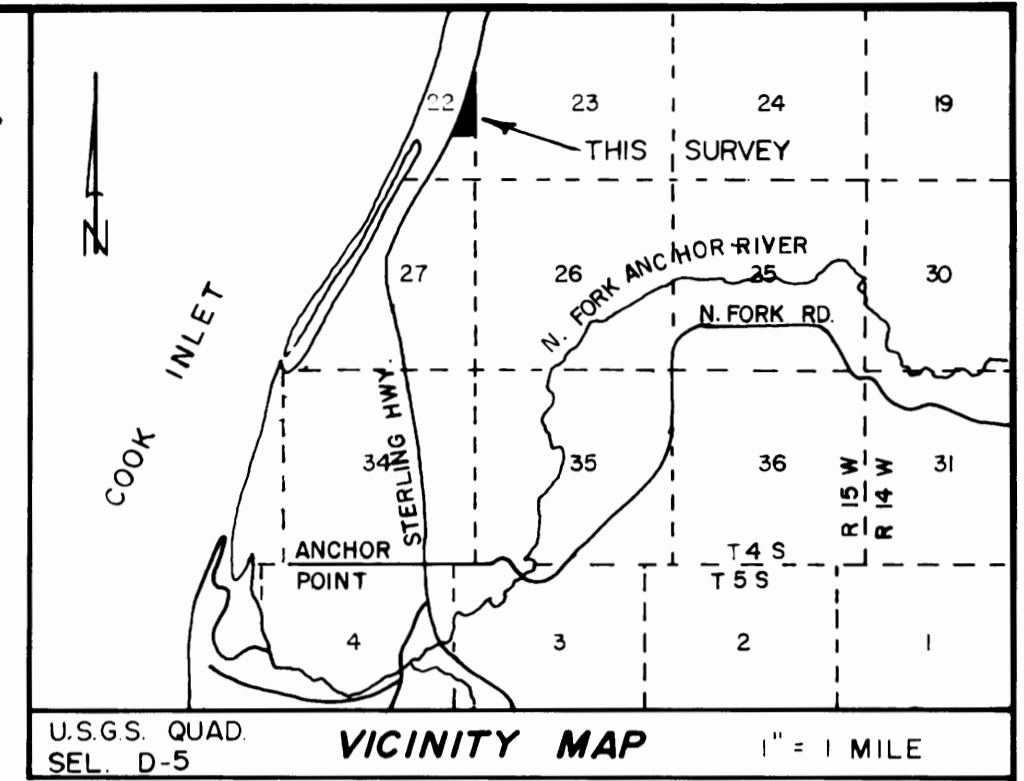 22 23 24 19
THIS SURVEY
N
27 26 25 30
N. FORK ANCHOR RIVER
N. FORK RD.
COOK INLET
STERLING HWY.
34 35 36 31
R 15 W
R 14 W
ANCHOR
POINT
T 4 S
T 5 S
4 3 2 1
U.S.G.S. QUAD.
SEL. D-5
VICINITY MAP
1" = 1 MILE